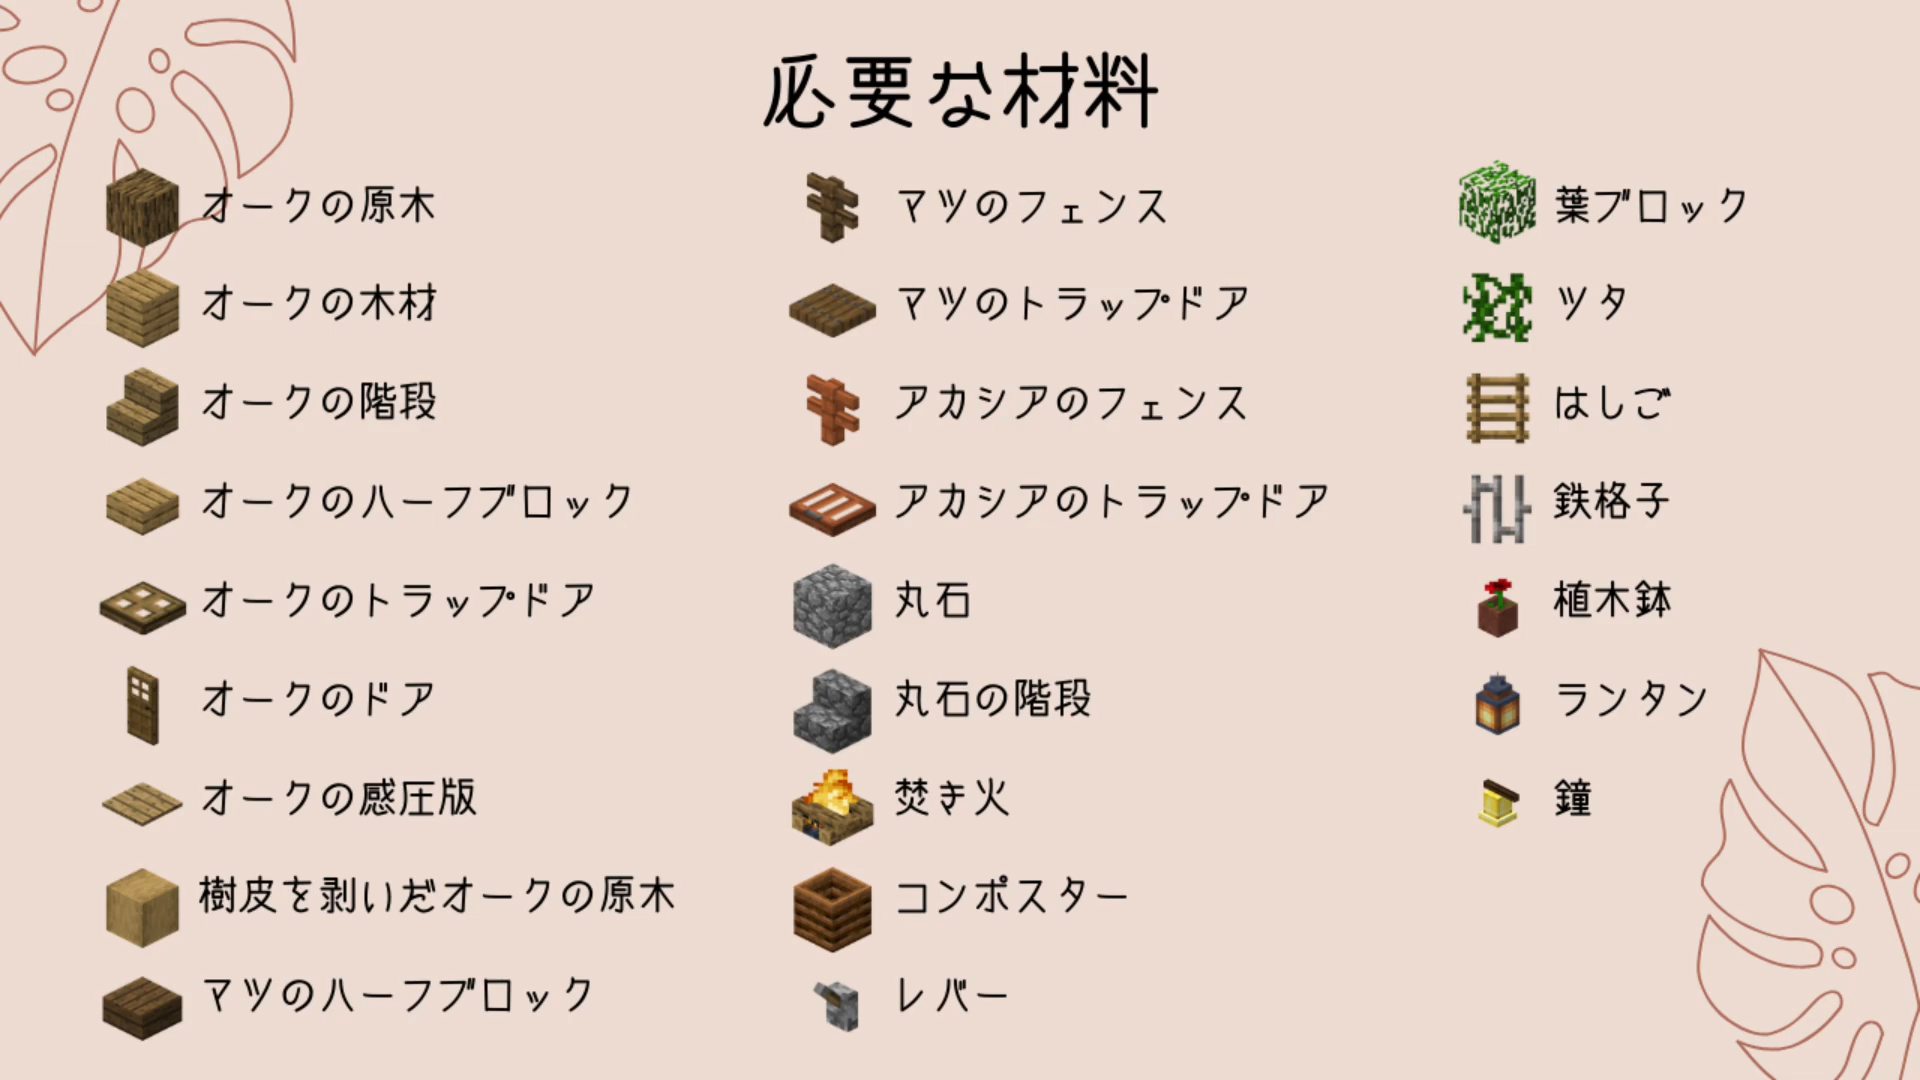 必要な材料
オークの原木
オークの木材
オークの階段
オークのハーフブロック
オークのトラップドア
オークのドア
オークの感圧版
樹皮を剥いだオークの原木
マツのハーフブロック
マツのフェンス
マツのトラップドア
アカシアのフェンス
アカシアのトラップドア
丸石
丸石の階段
焚き火
コンポスター
レバー
葉ブロック
ツタ
はしご
鉄格子
植木鉢
ランタン
鐘